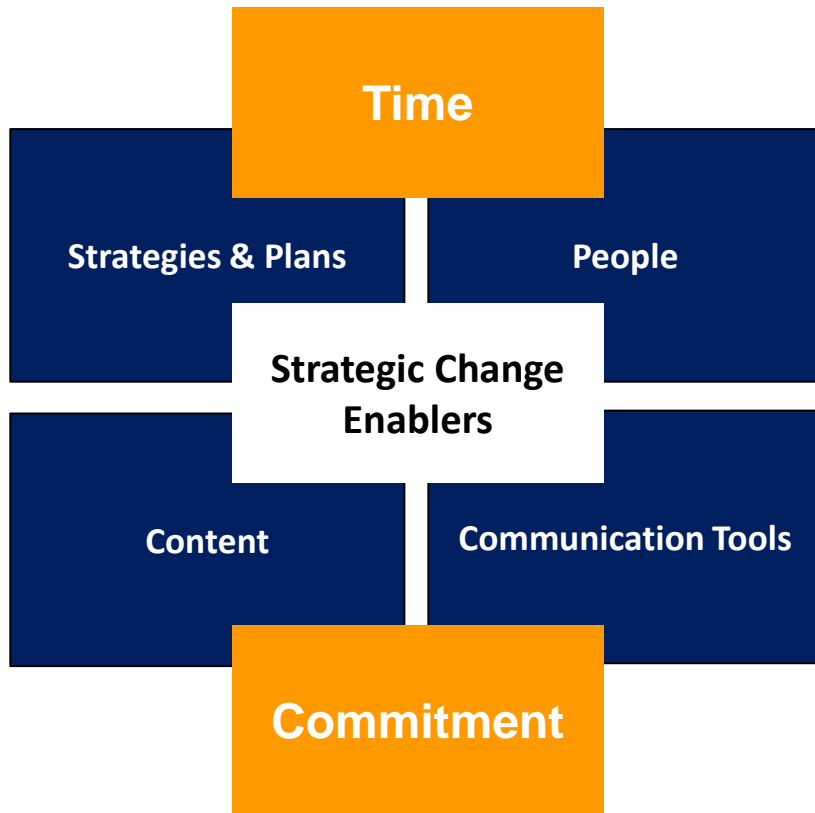 Time
Strategies & Plans
People
Strategic Change
Enablers
Content
Communication Tools
Commitment